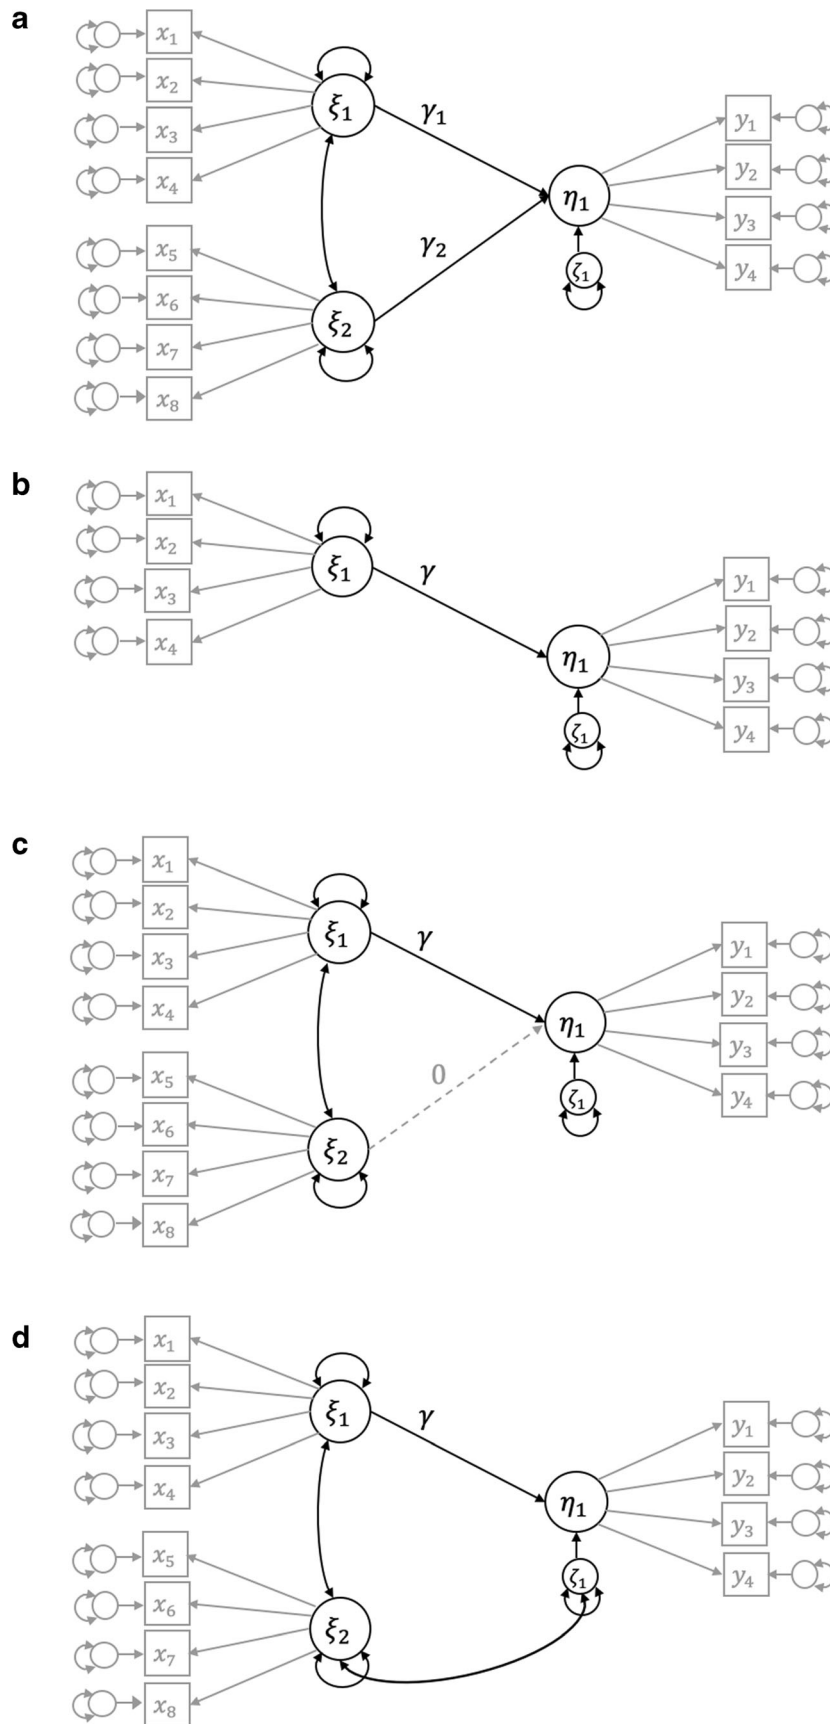 a
x₁
x₂
x₃
x₄
x₅
x₆
x₇
x₈
ξ₁
ξ₂
γ₁
γ₂
η₁
ζ₁
y₁
y₂
y₃
y₄
b
x₁
x₂
x₃
x₄
ξ₁
γ
η₁
ζ₁
y₁
y₂
y₃
y₄
c
x₁
x₂
x₃
x₄
x₅
x₆
x₇
x₈
ξ₁
ξ₂
γ
0
η₁
ζ₁
y₁
y₂
y₃
y₄
d
x₁
x₂
x₃
x₄
x₅
x₆
x₇
x₈
ξ₁
ξ₂
γ
η₁
ζ₁
y₁
y₂
y₃
y₄